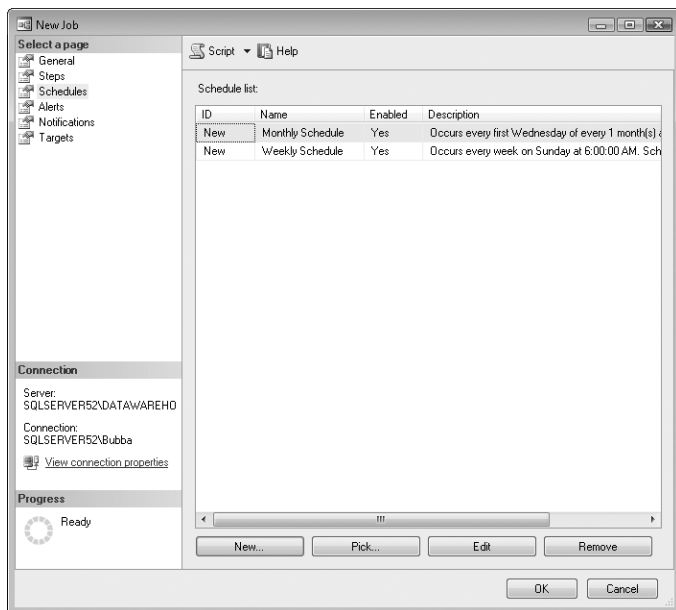 New Job
Select a page
General
Steps
Schedules
Alerts
Notifications
Targets
Script
Help
Schedule list:
ID Name Enabled Description
New Monthly Schedule Yes Occurs every first Wednesday of every 1 month(s) a
New Weekly Schedule Yes Occurs every week on Sunday at 6:00:00 AM. Sch
Connection
Server:
SQLSERVER52\DATAWAREHO
Connection:
SQLSERVER52\Bubba
View connection properties
Progress
Ready
New... Pick... Edit Remove
OK Cancel